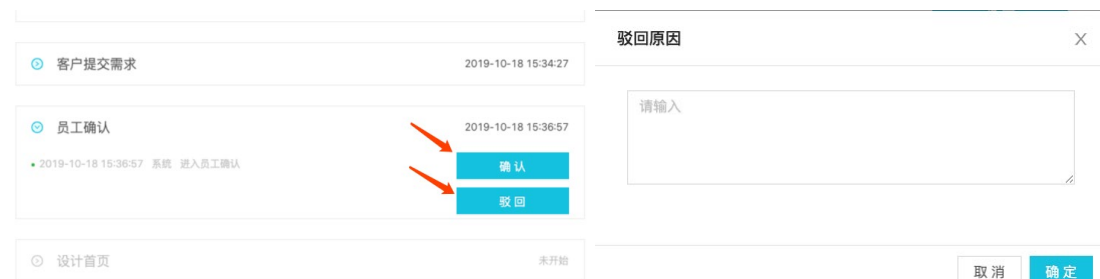 客户提交需求 2019-10-18 15:34:27
员工确认 2019-10-18 15:36:57
2019-10-18 15:36:57 系统 进入员工确认
确认
驳回
设计首页 未开始
驳回原因
请输入
取消 确定